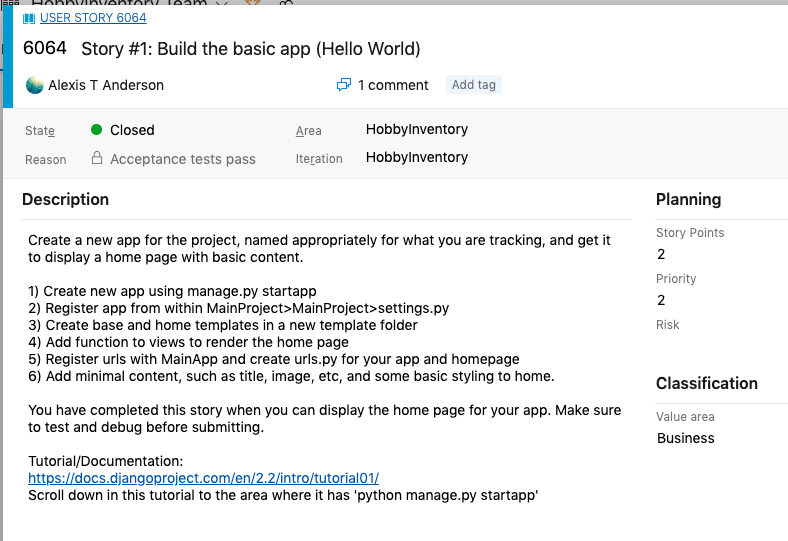 HobbyInventory Team
USER STORY 6064
6064 Story #1: Build the basic app (Hello World)
Alexis T Anderson
1 comment
Add tag
State
Closed
Area
HobbyInventory
Reason
Acceptance tests pass
Iteration
HobbyInventory
Description
Create a new app for the project, named appropriately for what you are tracking, and get it
to display a home page with basic content.
1) Create new app using manage.py startapp
2) Register app from within MainProject>MainProject>settings.py
3) Create base and home templates in a new template folder
4) Add function to views to render the home page
5) Register urls with MainApp and create urls.py for your app and homepage
6) Add minimal content, such as title, image, etc, and some basic styling to home.
You have completed this story when you can display the home page for your app. Make sure
to test and debug before submitting.
Tutorial/Documentation:
https://docs.djangoproject.com/en/2.2/intro/tutorial01/
Scroll down in this tutorial to the area where it has 'python manage.py startapp'
Planning
Story Points
2
Priority
2
Risk
Classification
Value area
Business